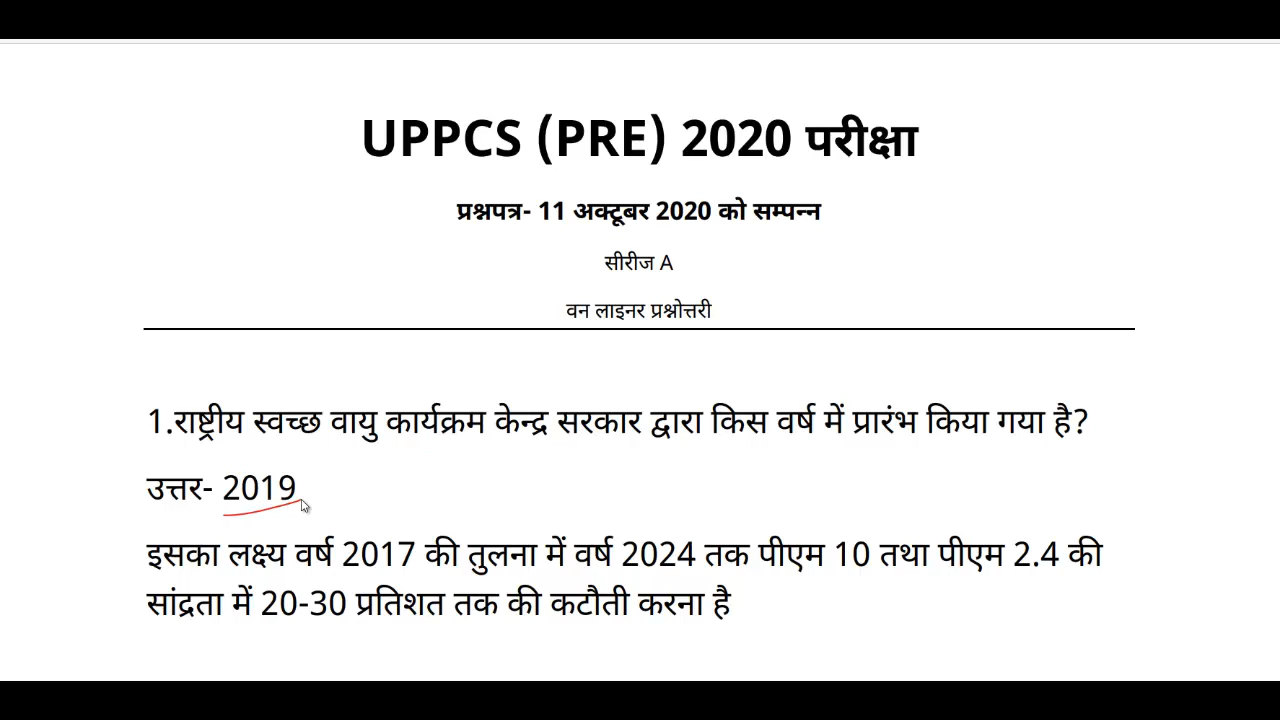 UPPCS (PRE) 2020 परीक्षा
प्रश्नपत्र- 11 अक्टूबर 2020 को सम्पन्न
सीरीज A
वन लाइनर प्रश्नोत्तरी
1.राष्ट्रीय स्वच्छ वायु कार्यक्रम केन्द्र सरकार द्वारा किस वर्ष में प्रारंभ किया गया है?
उत्तर- 2019
इसका लक्ष्य वर्ष 2017 की तुलना में वर्ष 2024 तक पीएम 10 तथा पीएम 2.4 की
सांद्रता में 20-30 प्रतिशत तक की कटौती करना है